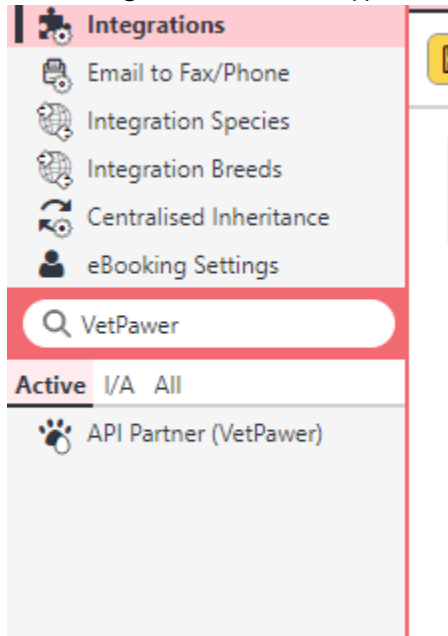 Integrations
Email to Fax/Phone
Integration Species
Integration Breeds
Centralised Inheritance
eBooking Settings
VetPawer
Active I/A All
API Partner (VetPawer)